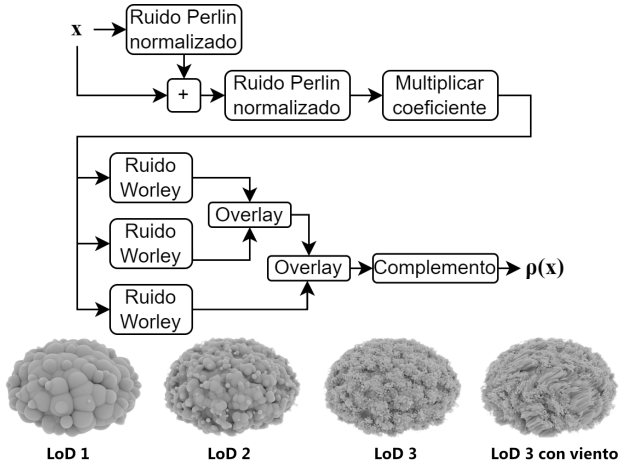 x
Ruido Perlin
normalizado
+
Ruido Perlin
normalizado
Multiplicar
coeficiente
Ruido
Worley
Overlay
Ruido
Worley
Overlay
Complemento
ρ(x)
Ruido
Worley
LoD 1
LoD 2
LoD 3
LoD 3 con viento